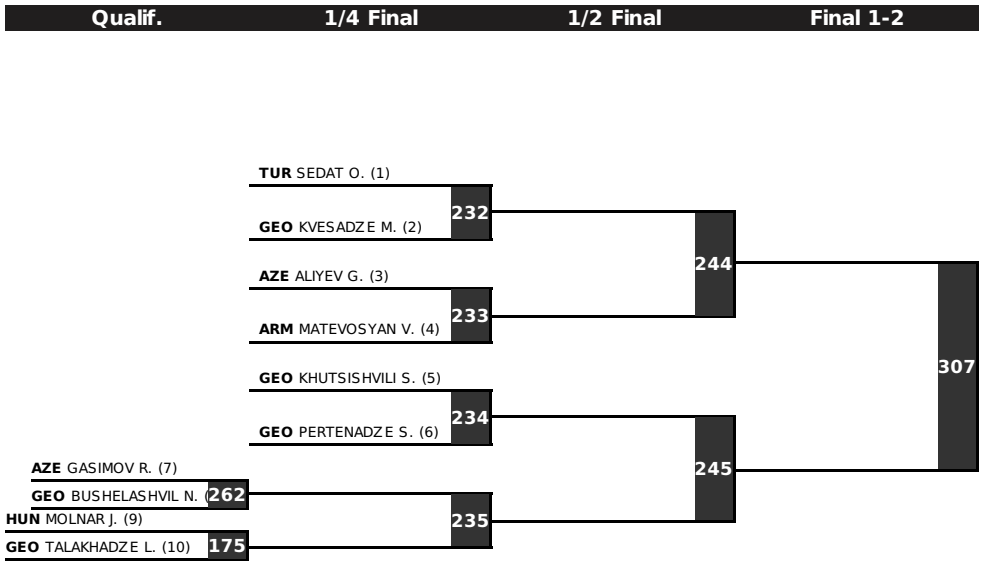 Qualif. 1/4 Final 1/2 Final Final 1-2
TUR SEDAT O. (1)
232
GEO KVESADZE M. (2)
244
AZE ALIYEV G. (3)
233
ARM MATEVOSYAN V. (4)
307
GEO KHUTSISHVILI S. (5)
234
GEO PERTENADZE S. (6)
245
AZE GASIMOV R. (7)
GEO BUSHELASHVIL N. (
262
HUN MOLNAR J. (9)
235
GEO TALAKHADZE L. (10)
175